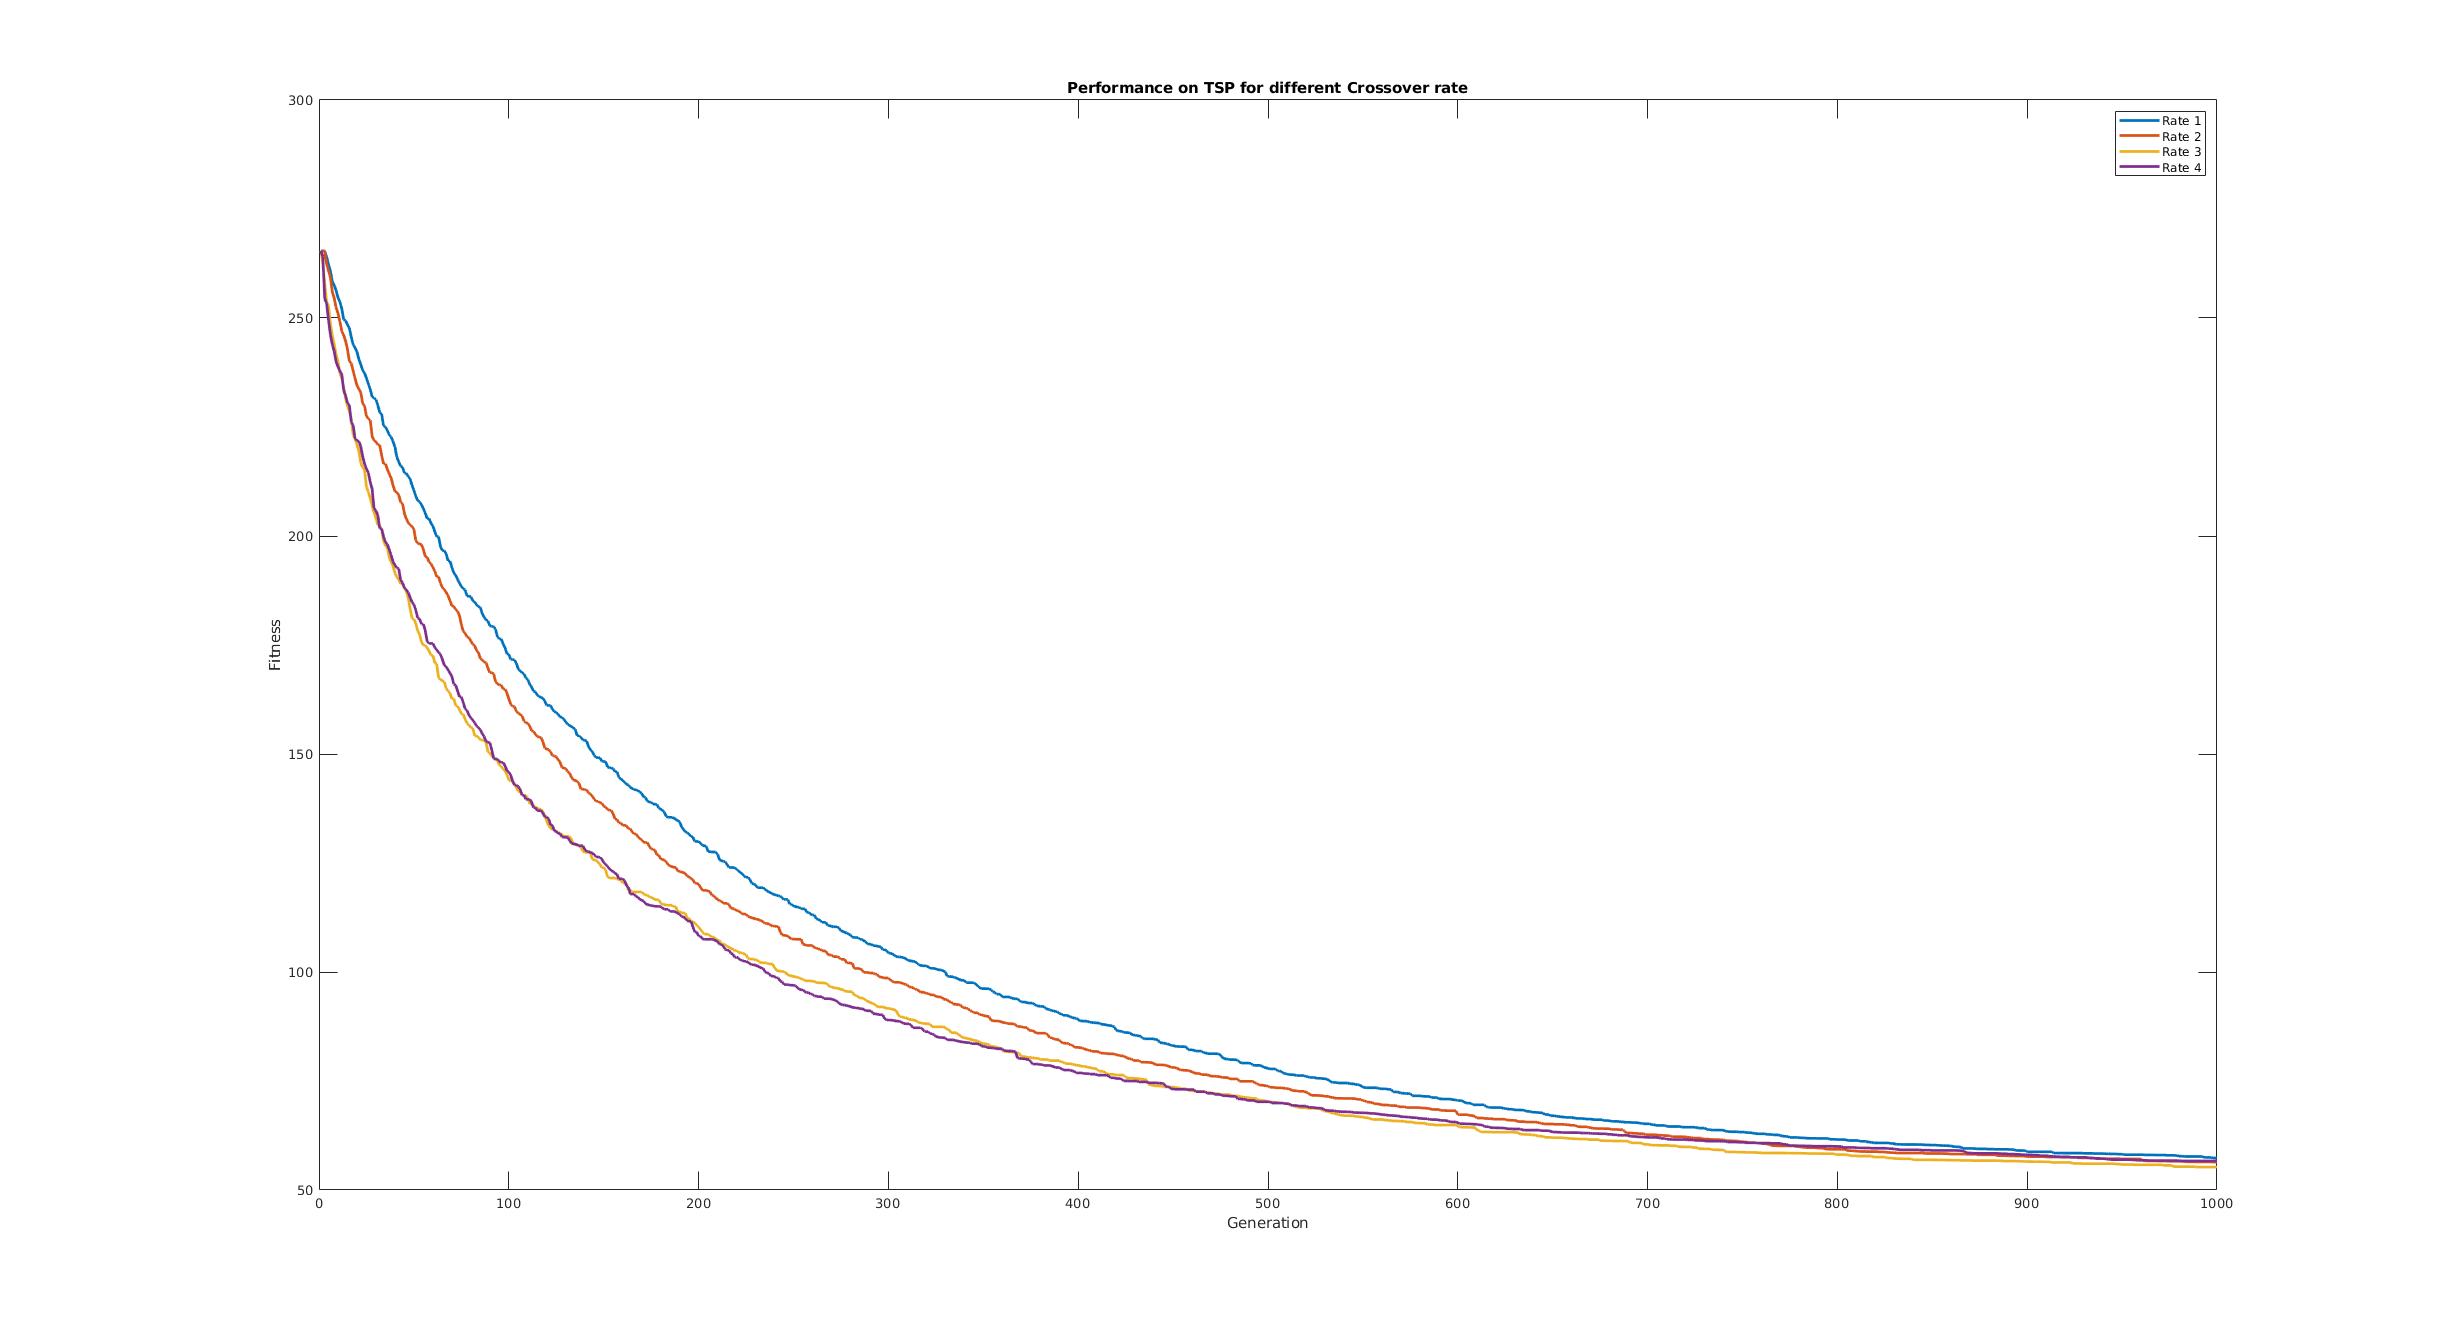 Performance on TSP for different Crossover rate
300
250
200
150
100
50
Fitness
Rate 1
Rate 2
Rate 3
Rate 4
0 100 200 300 400 500 600 700 800 900 1000
Generation